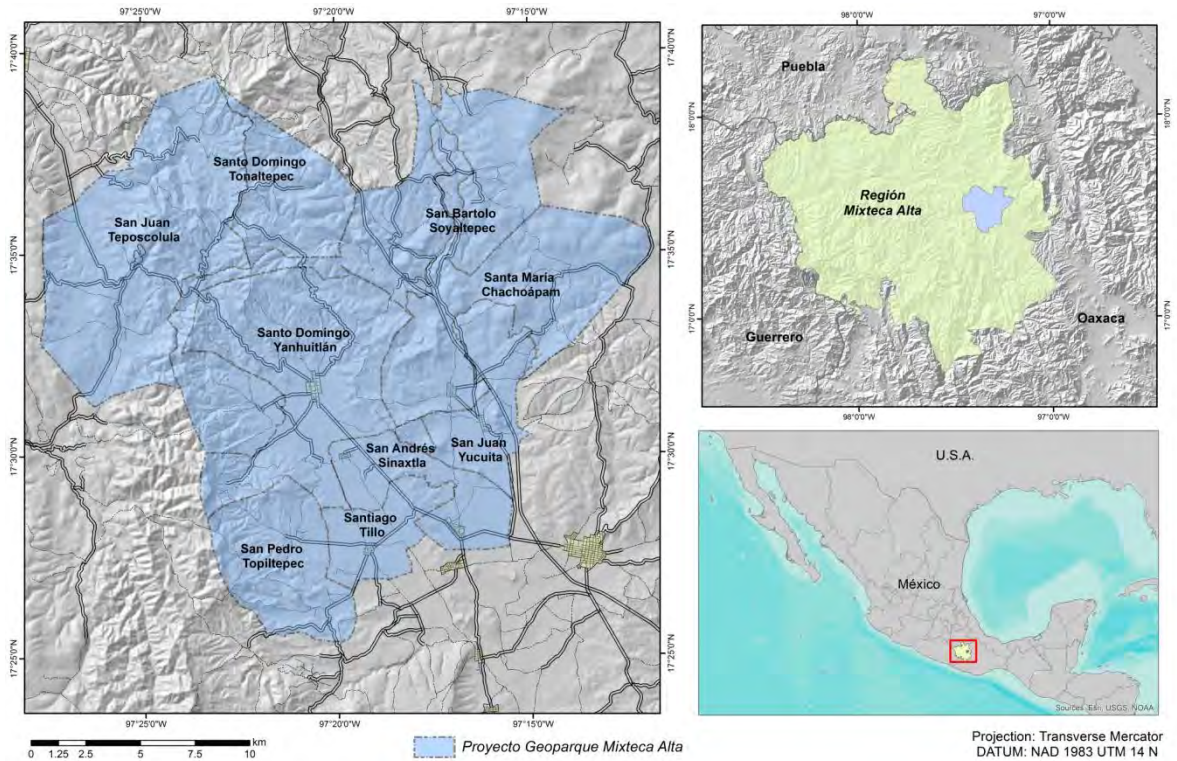 97°25'0"W
97°20'0"W
97°15'0"W
17°40'0"N
17°40'0"N
Santo Domingo
Tonaltepec
San Juan
Teposcolula
San Bartolo
Soyaltepec
17°35'0"N
17°35'0"N
Santa María
Chachoápam
Santo Domingo
Yanhuitlán
17°30'0"N
17°30'0"N
San Andrés
Sinaxtla
San Juan
Yucuita
Santiago
Tillo
San Pedro
Topiltepec
17°25'0"N
17°25'0"N
97°25'0"W
97°20'0"W
97°15'0"W
km
0 1.25 2.5 5 7.5 10
Proyecto Geoparque Mixteca Alta
98°0'0"W
97°0'0"W
Puebla
18°0'0"N
18°0'0"N
Región
Mixteca Alta
17°0'0"N
17°0'0"N
Guerrero
Oaxaca
98°0'0"W
97°0'0"W
U.S.A.
México
Sources: Esri, USGS, NOAA
Projection: Transverse Mercator
DATUM: NAD 1983 UTM 14 N